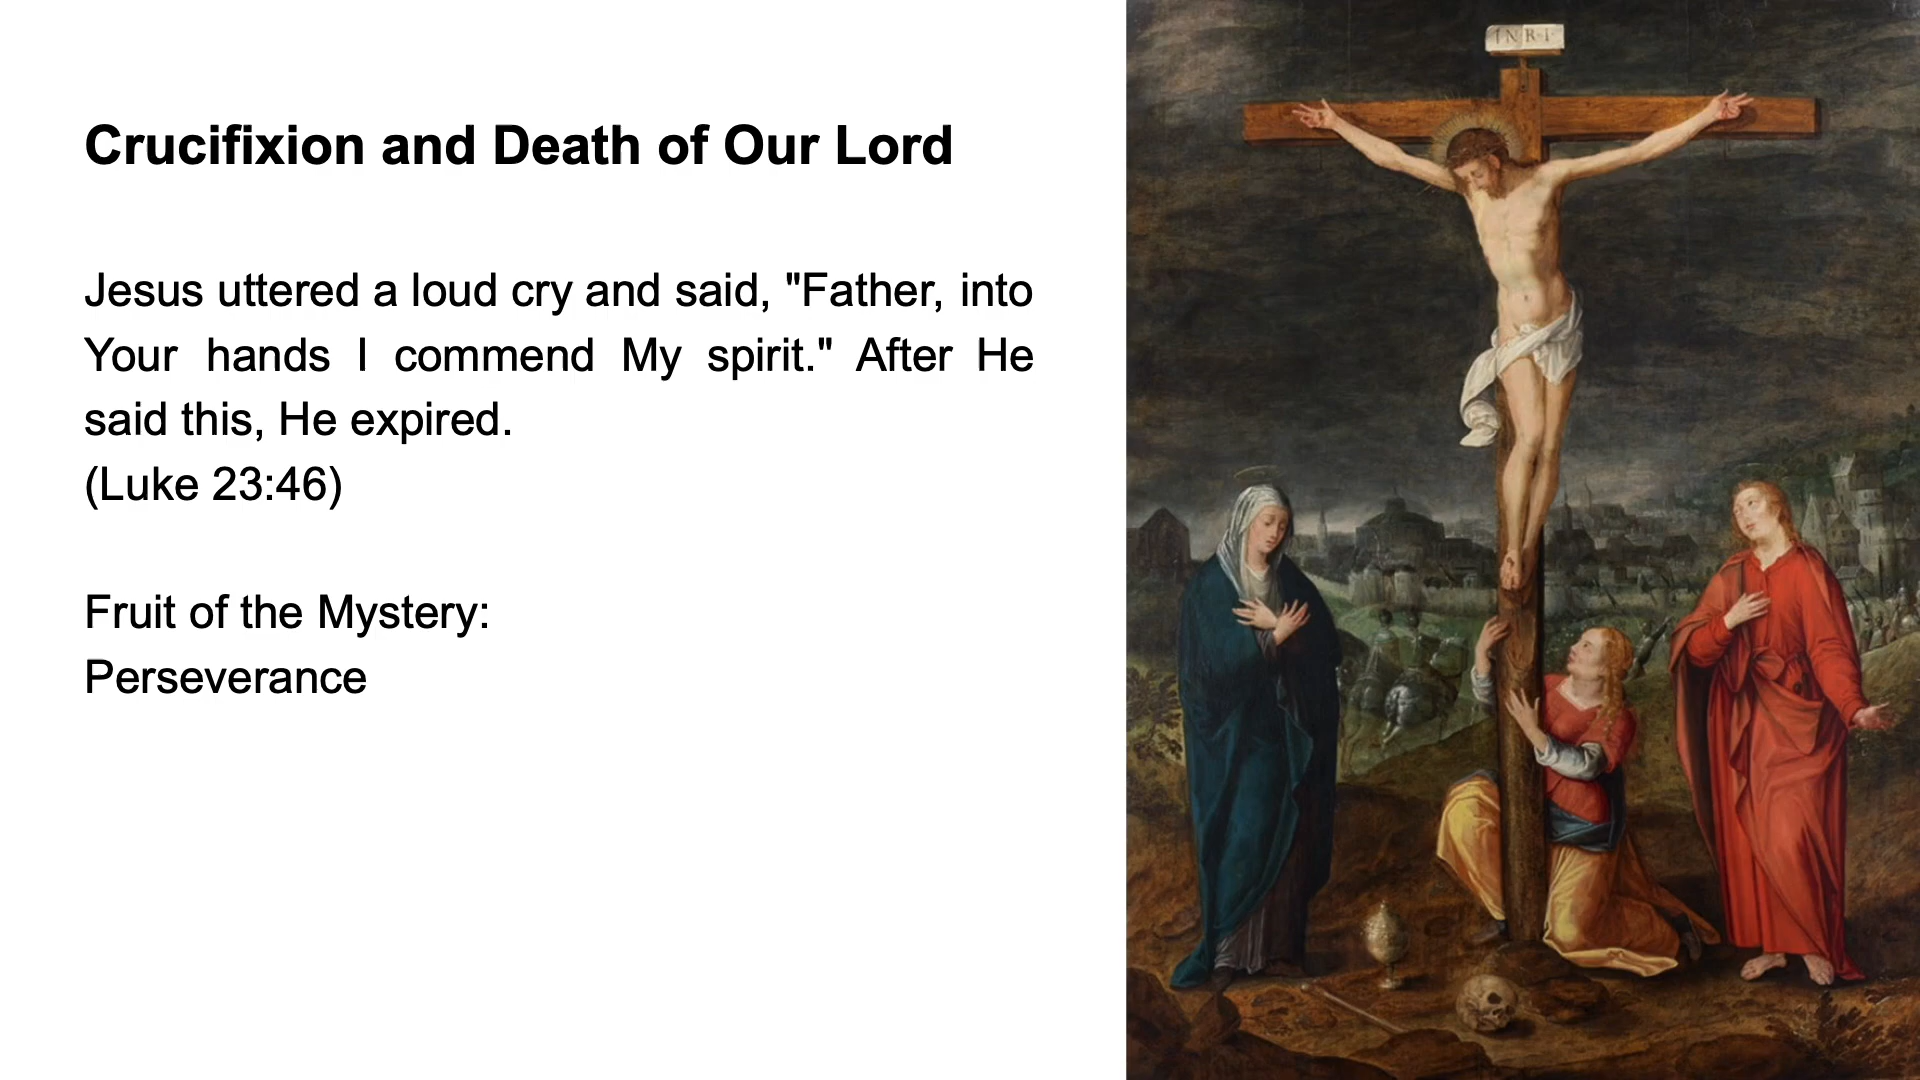 Crucifixion and Death of Our Lord
Jesus uttered a loud cry and said, "Father, into
Your hands I commend My spirit." After He
said this, He expired.
(Luke 23:46)
Fruit of the Mystery:
Perseverance
INRI